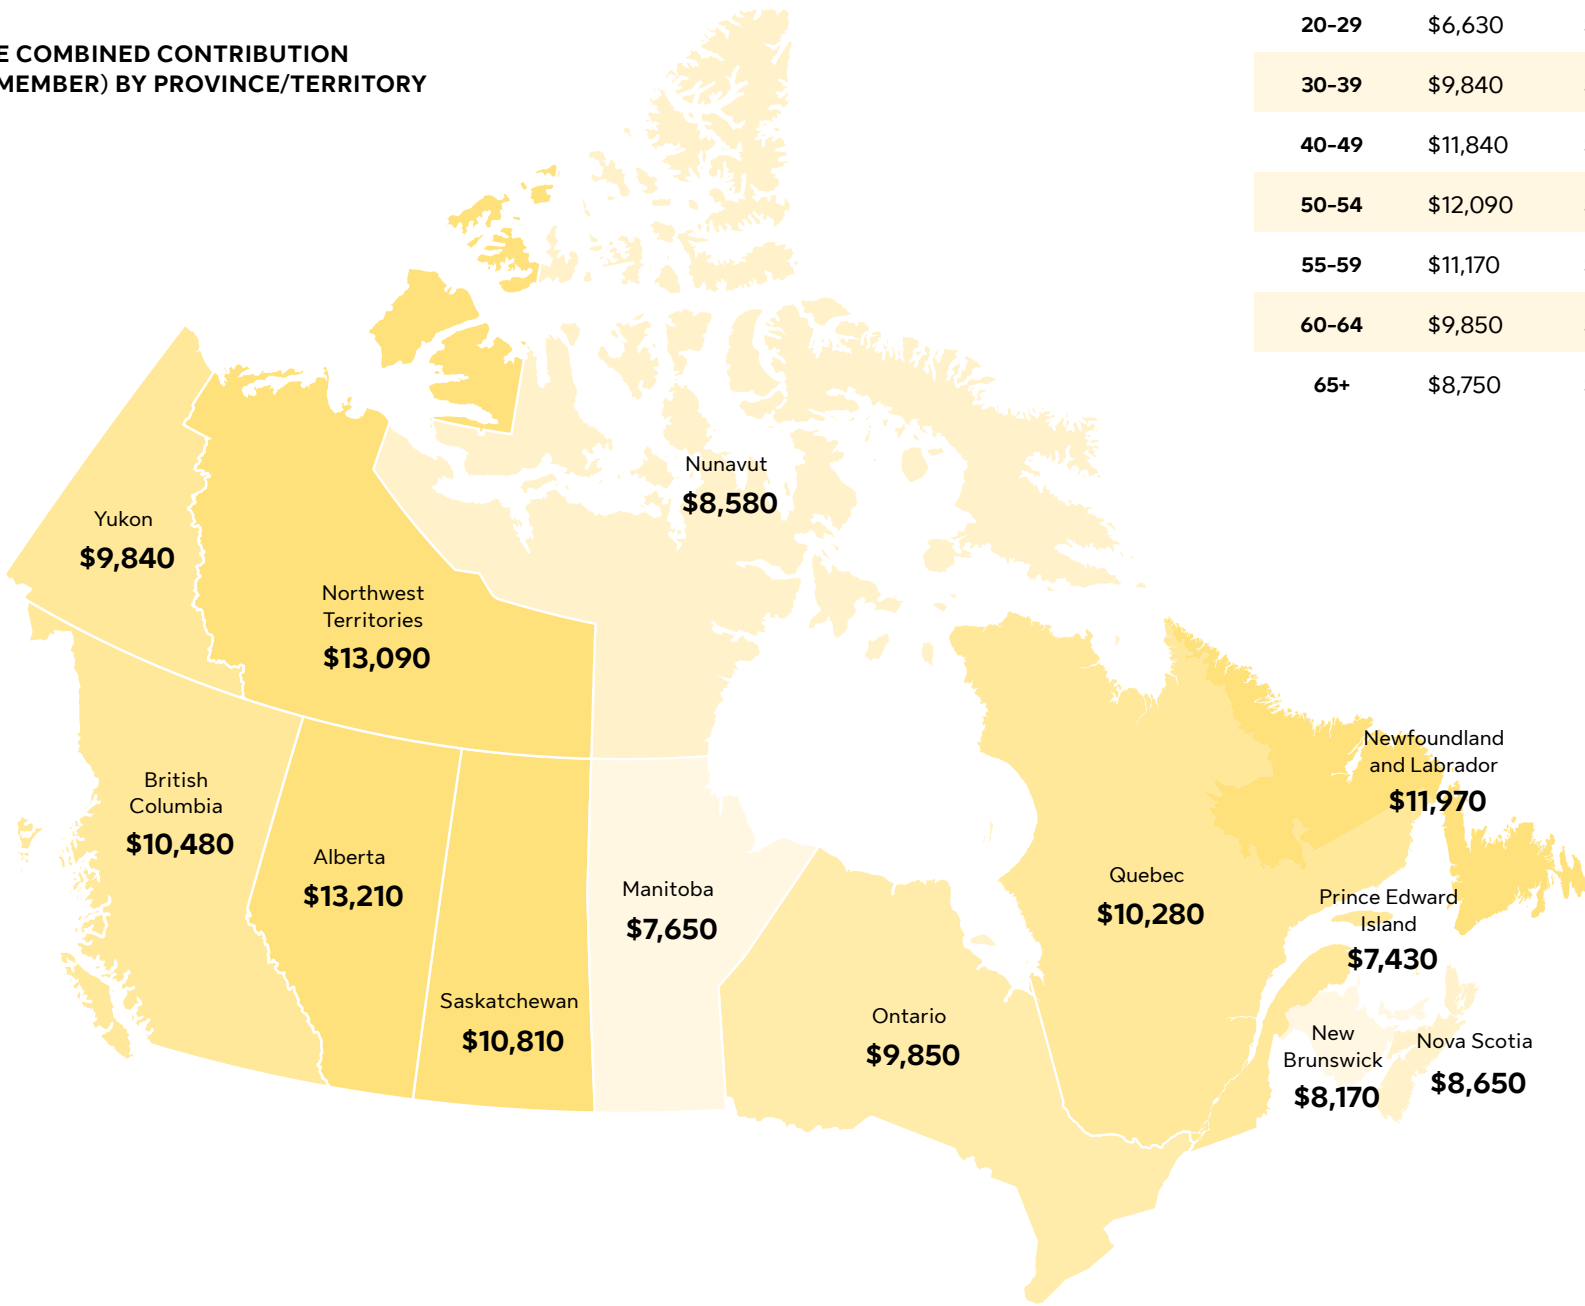 E COMBINED CONTRIBUTION
MEMBER) BY PROVINCE/TERRITORY
20-29 $6,630
30-39 $9,840
40-49 $11,840
50-54 $12,090
55-59 $11,170
60-64 $9,850
65+ $8,750
Nunavut
$8,580
Yukon
$9,840
Northwest
Territories
$13,090
British
Columbia
$10,480
Alberta
$13,210
Saskatchewan
$10,810
Manitoba
$7,650
Ontario
$9,850
Quebec
$10,280
Newfoundland
and Labrador
$11,970
Prince Edward
Island
$7,430
New
Brunswick
$8,170
Nova Scotia
$8,650